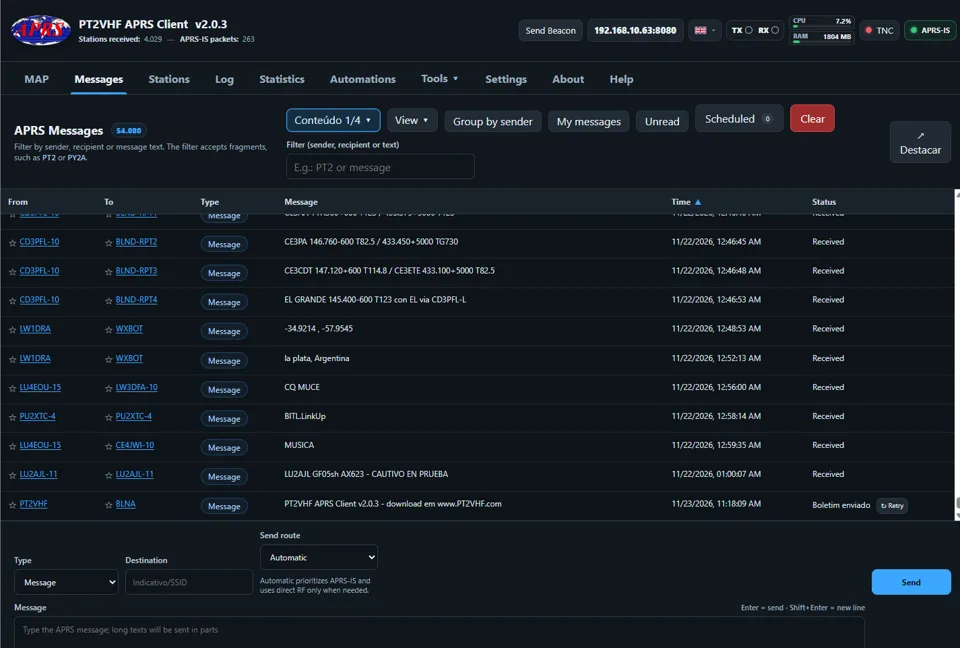 APRS
PT2VHF APRS Client v2.0.3
Stations received: 4.029 — APRS-IS packets: 263
Send Beacon
192.168.10.63:8080
TX RX
CPU 7.2%
RAM 1804 MB
TNC
APRS-IS
MAP Messages Stations Log Statistics Automations Tools ▾ Settings About Help
APRS Messages 54.080
Filter by sender, recipient or message text. The filter accepts fragments,
such as PT2 or PY2A.
Conteúdo 1/4 ▾ View ▾ Group by sender My messages Unread Scheduled 0 Clear
Filter (sender, recipient or text)
E.g.: PT2 or message
↗
Destacar
From To Type Message Time ▲ Status
Message
☆ CD3PFL-10 ☆ BLND-RPT2 Message CE3PA 146.760-600 T82.5 / 433.450+5000 TG730 11/22/2026, 12:46:45 AM Received
☆ CD3PFL-10 ☆ BLND-RPT3 Message CE3CDT 147.120+600 T114.8 / CE3ETE 433.100+5000 T82.5 11/22/2026, 12:46:48 AM Received
☆ CD3PFL-10 ☆ BLND-RPT4 Message EL GRANDE 145.400-600 T123 con EL via CD3PFL-L 11/22/2026, 12:46:53 AM Received
☆ LW1DRA ☆ WXBOT Message -34.9214 , -57.9545 11/22/2026, 12:48:53 AM Received
☆ LW1DRA ☆ WXBOT Message la plata, Argentina 11/22/2026, 12:52:13 AM Received
☆ LU4EOU-15 ☆ LW3DFA-10 Message CQ MUCE 11/22/2026, 12:56:00 AM Received
☆ PU2XTC-4 ☆ PU2XTC-4 Message BITL.LinkUp 11/22/2026, 12:58:14 AM Received
☆ LU4EOU-15 ☆ CE4JWI-10 Message MUSICA 11/22/2026, 12:59:35 AM Received
☆ LU2AJL-11 ☆ LU2AJL-11 Message LU2AJL GF05sh AX623 - CAUTIVO EN PRUEBA 11/22/2026, 01:00:07 AM Received
☆ PT2VHF ☆ BLNA Message PT2VHF APRS Client v2.0.3 - download em www.PT2VHF.com 11/23/2026, 11:18:09 AM Boletim enviado ↻ Retry
Send route
Type Destination Automatic
Message Indicativo/SSID Automatic prioritizes APRS-IS and
uses direct RF only when needed.
Send
Message Enter = send · Shift+Enter = new line
Type the APRS message; long texts will be sent in parts